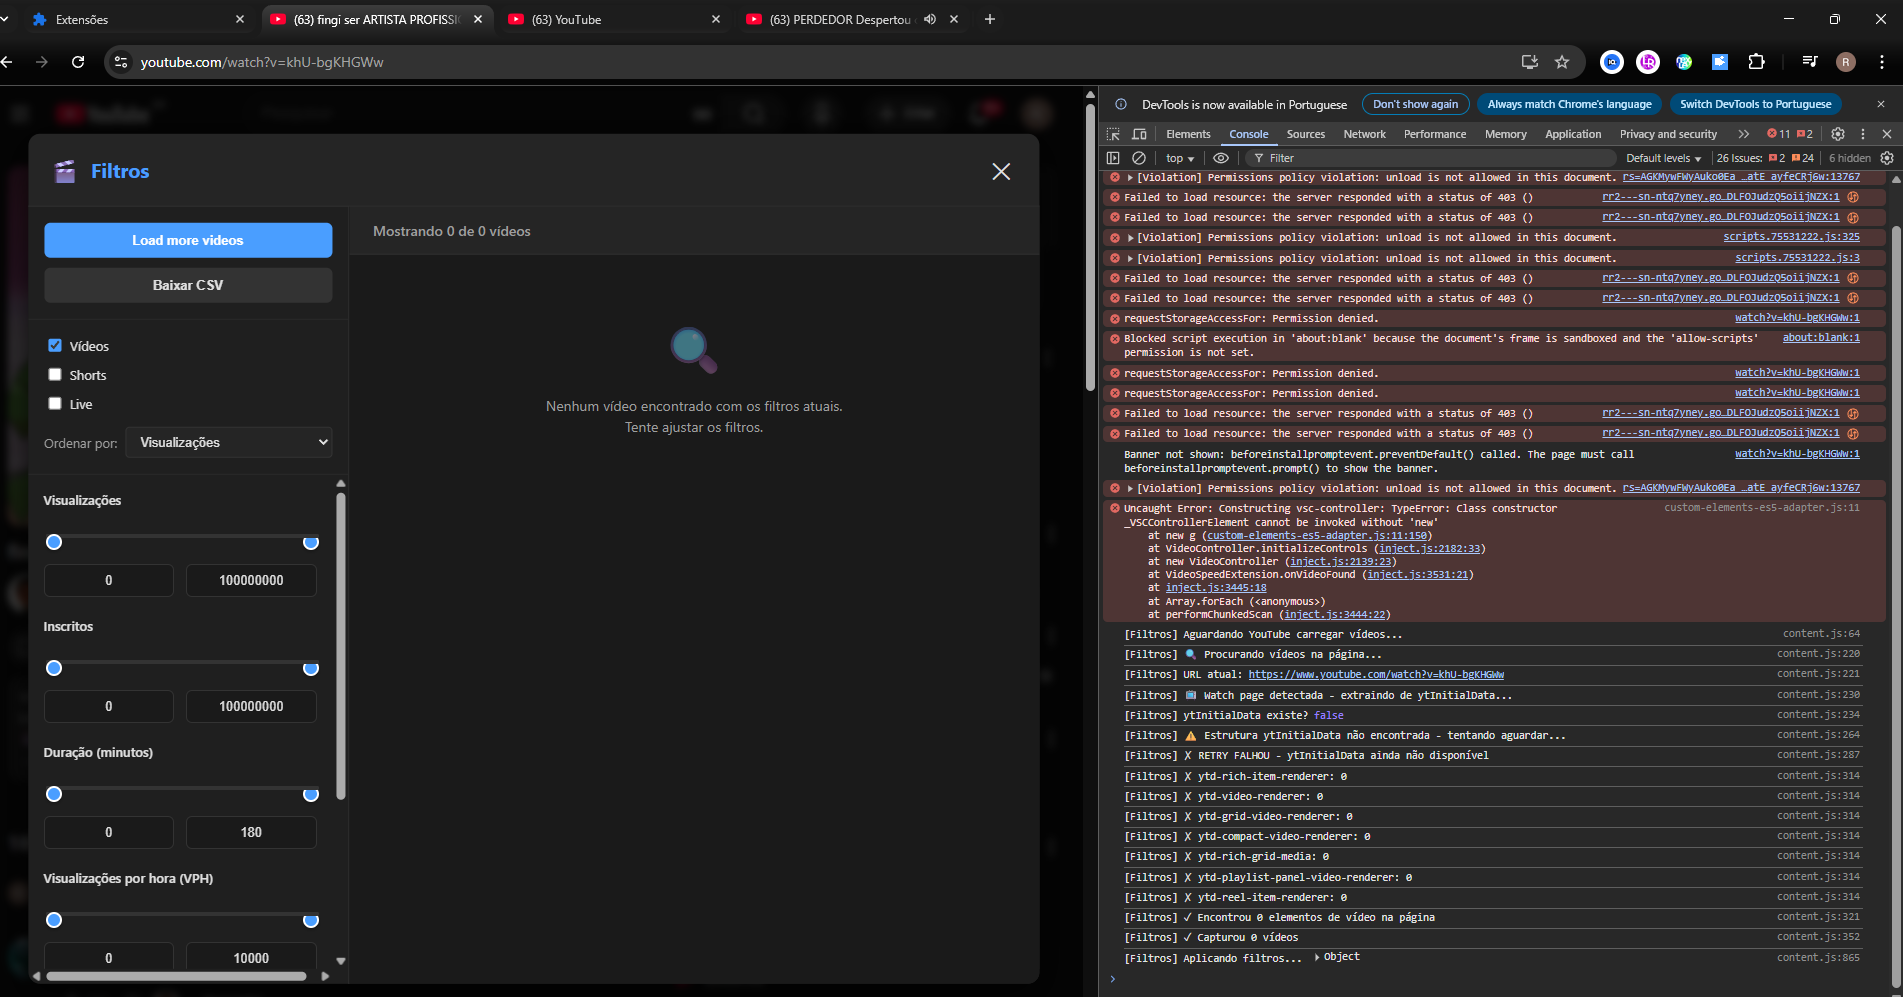 Extensões
(63) fingi ser ARTISTA PROFISSI
(63) YouTube
(63) PERDEDOR Despertou
youtube.com/watch?v=khU-bgKHGWw
R
Filtros
Load more videos
Baixar CSV
Vídeos
Shorts
Live
Ordenar por:
Visualizações
Mostrando 0 de 0 vídeos
Nenhum vídeo encontrado com os filtros atuais.
Tente ajustar os filtros.
Visualizações
0 100000000
Inscritos
0 100000000
Duração (minutos)
0 180
Visualizações por hora (VPH)
0 10000
DevTools is now available in Portuguese Don't show again Always match Chrome's language Switch DevTools to Portuguese
Elements Console Sources Network Performance Memory Application Privacy and security 11 2
top Filter Default levels 26 Issues: 2 24 6 hidden
[Violation] Permissions policy violation: unload is not allowed in this document. rs=AGKMywFWyAuko0Ea_…atE_ayfeCRj6w:13767
Failed to load resource: the server responded with a status of 403 () rr2---sn-ntq7yney.go…DLFOJudzQ5oiijNZX:1
Failed to load resource: the server responded with a status of 403 () rr2---sn-ntq7yney.go…DLFOJudzQ5oiijNZX:1
[Violation] Permissions policy violation: unload is not allowed in this document. scripts.75531222.js:325
[Violation] Permissions policy violation: unload is not allowed in this document. scripts.75531222.js:3
Failed to load resource: the server responded with a status of 403 () rr2---sn-ntq7yney.go…DLFOJudzQ5oiijNZX:1
Failed to load resource: the server responded with a status of 403 () rr2---sn-ntq7yney.go…DLFOJudzQ5oiijNZX:1
requestStorageAccessFor: Permission denied. watch?v=khU-bgKHGWw:1
Blocked script execution in 'about:blank' because the document's frame is sandboxed and the 'allow-scripts' about:blank:1
permission is not set.
requestStorageAccessFor: Permission denied. watch?v=khU-bgKHGWw:1
requestStorageAccessFor: Permission denied. watch?v=khU-bgKHGWw:1
Failed to load resource: the server responded with a status of 403 () rr2---sn-ntq7yney.go…DLFOJudzQ5oiijNZX:1
Failed to load resource: the server responded with a status of 403 () rr2---sn-ntq7yney.go…DLFOJudzQ5oiijNZX:1
Banner not shown: beforeinstallpromptevent.preventDefault() called. The page must call watch?v=khU-bgKHGWw:1
beforeinstallpromptevent.prompt() to show the banner.
[Violation] Permissions policy violation: unload is not allowed in this document. rs=AGKMywFWyAuko0Ea_…atE_ayfeCRj6w:13767
Uncaught Error: Constructing vsc-controller: TypeError: Class constructor custom-elements-es5-adapter.js:11
_VSCControllerElement cannot be invoked without 'new'
at new g (custom-elements-es5-adapter.js:11:150)
at VideoController.initializeControls (inject.js:2182:33)
at new VideoController (inject.js:2139:23)
at VideoSpeedExtension.onVideoFound (inject.js:3531:21)
at inject.js:3445:18
at Array.forEach (<anonymous>)
at performChunkedScan (inject.js:3444:22)
[Filtros] Aguardando YouTube carregar vídeos... content.js:64
[Filtros] 🔍 Procurando vídeos na página... content.js:220
[Filtros] URL atual: https://www.youtube.com/watch?v=khU-bgKHGWw content.js:221
[Filtros] 📺 Watch page detectada - extraindo de ytInitialData... content.js:230
[Filtros] ytInitialData existe? false content.js:234
[Filtros] ⚠️ Estrutura ytInitialData não encontrada - tentando aguardar... content.js:264
[Filtros] ✗ RETRY FALHOU - ytInitialData ainda não disponível content.js:287
[Filtros] ✗ ytd-rich-item-renderer: 0 content.js:314
[Filtros] ✗ ytd-video-renderer: 0 content.js:314
[Filtros] ✗ ytd-grid-video-renderer: 0 content.js:314
[Filtros] ✗ ytd-compact-video-renderer: 0 content.js:314
[Filtros] ✗ ytd-rich-grid-media: 0 content.js:314
[Filtros] ✗ ytd-playlist-panel-video-renderer: 0 content.js:314
[Filtros] ✗ ytd-reel-item-renderer: 0 content.js:314
[Filtros] ✓ Encontrou 0 elementos de vídeo na página content.js:321
[Filtros] ✓ Capturou 0 vídeos content.js:352
[Filtros] Aplicando filtros... Object content.js:865